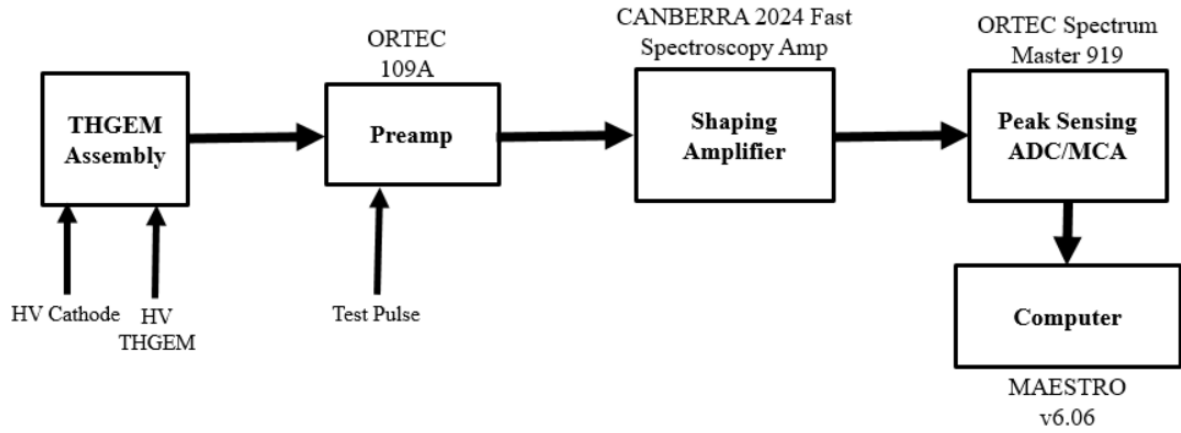 CANBERRA 2024 Fast
Spectroscopy Amp
ORTEC
109A
ORTEC Spectrum
Master 919
THGEM
Assembly
Preamp
Shaping
Amplifier
Peak Sensing
ADC/MCA
HV Cathode
HV
THGEM
Test Pulse
Computer
MAESTRO
v6.06